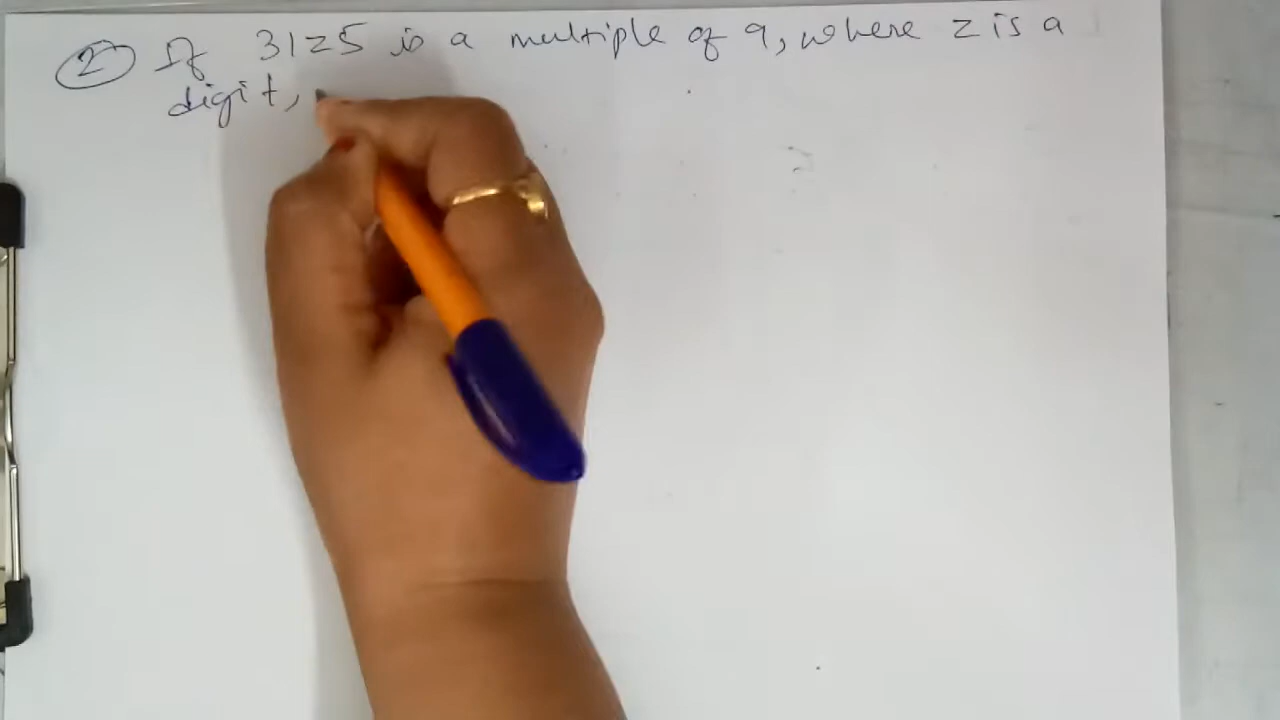 2 If 31z5 is a multiple of 9, where z is a
digit,